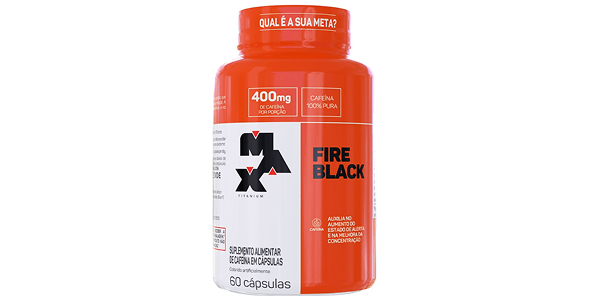 QUAL É A SUA META?
400mg
DE CAFEÍNA
POR PORÇÃO
CAFEÍNA
100% PURA
MAX
TITANIUM
FIRE
BLACK
CAFEÍNA
AUXILIA NO
AUMENTO DO
ESTADO DE ALERTA
E NA MELHORA DA
CONCENTRAÇÃO
SUPLEMENTO ALIMENTAR
DE CAFEÍNA EM CÁPSULAS
Colorido artificialmente
60 cápsulas